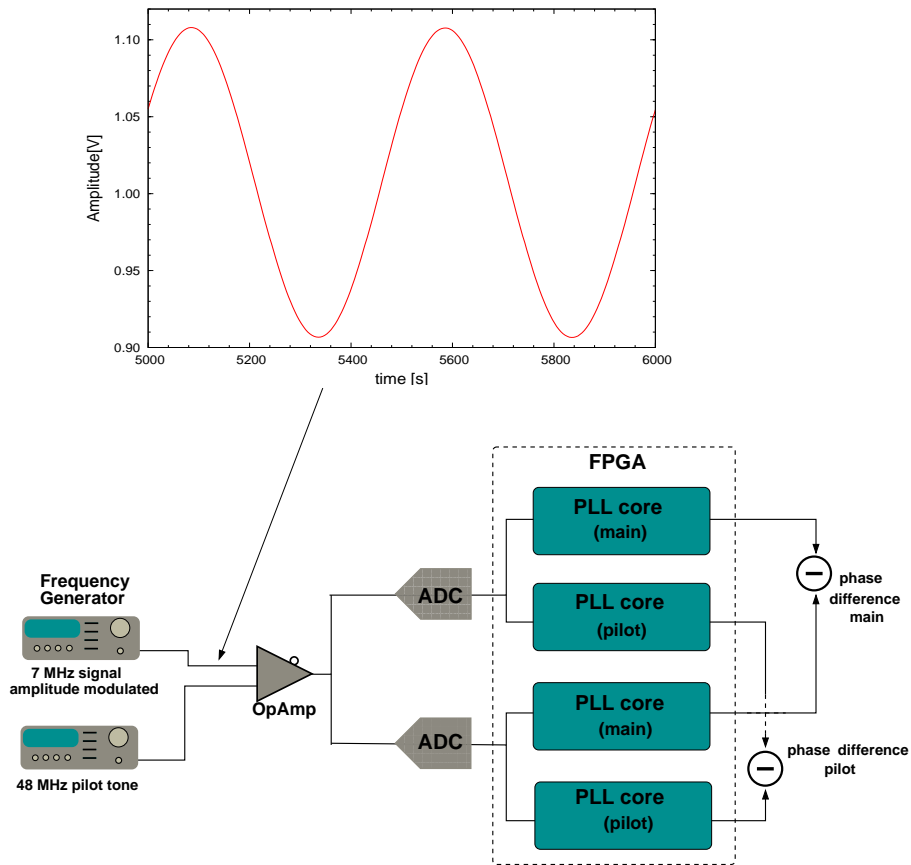 1.10
1.05
1.00
0.95
0.90
Amplitude[V]
5000 5200 5400 5600 5800 6000
time [s]
FPGA
PLL core
(main)
Frequency
Generator
ADC
phase
difference
main
PLL core
(pilot)
7 MHz signal
amplitude modulated
OpAmp
PLL core
(main)
ADC
phase difference
pilot
48 MHz pilot tone
PLL core
(pilot)